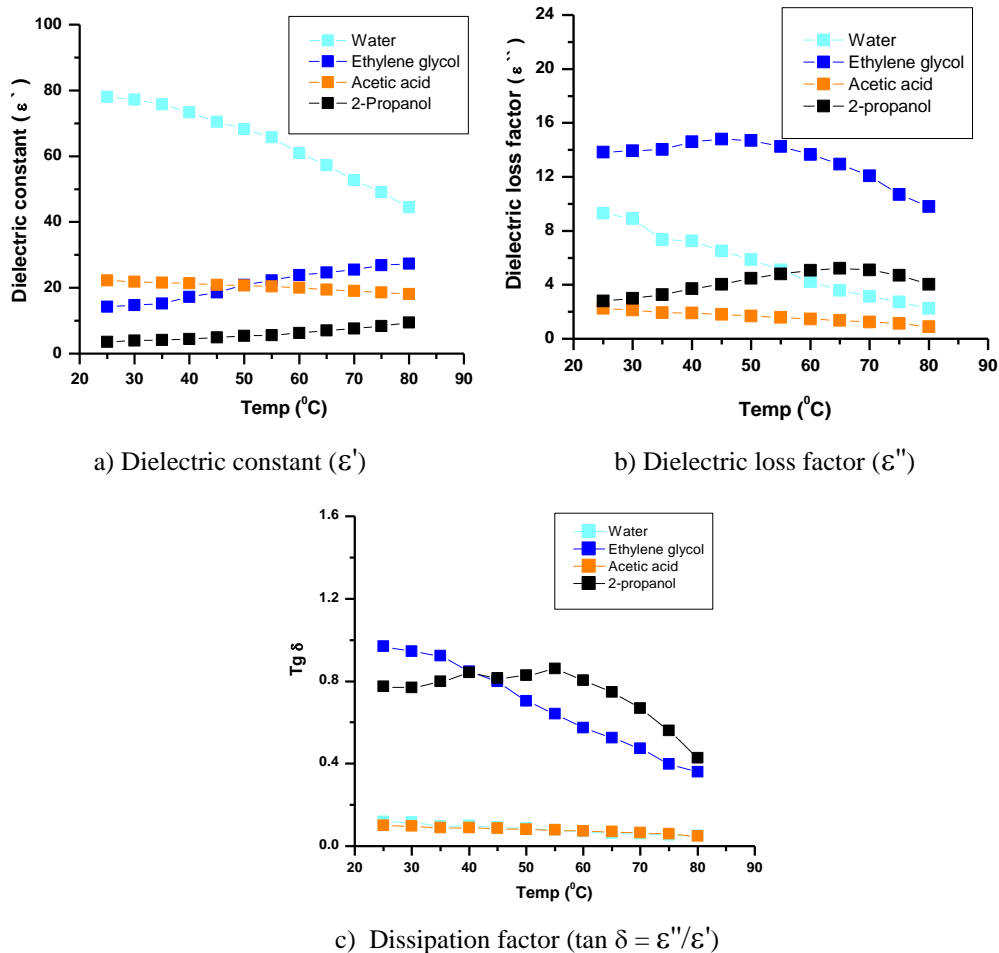 100
80
60
40
20
0
Dielectric constant ( ε` )
Water
Ethylene glycol
Acetic acid
2-Propanol
20 30 40 50 60 70 80 90
Temp (⁰C)
a) Dielectric constant (ε')
24
20
16
12
8
4
0
Dielectric loss factor ( ε`` )
Water
Ethylene glycol
Acetic acid
2-propanol
20 30 40 50 60 70 80 90
Temp (⁰C)
b) Dielectric loss factor (ε'')
1.6
1.2
0.8
0.4
0.0
Tg δ
Water
Ethylene glycol
Acetic acid
2-propanol
20 30 40 50 60 70 80 90
Temp (⁰C)
c) Dissipation factor (tan δ = ε''/ε')